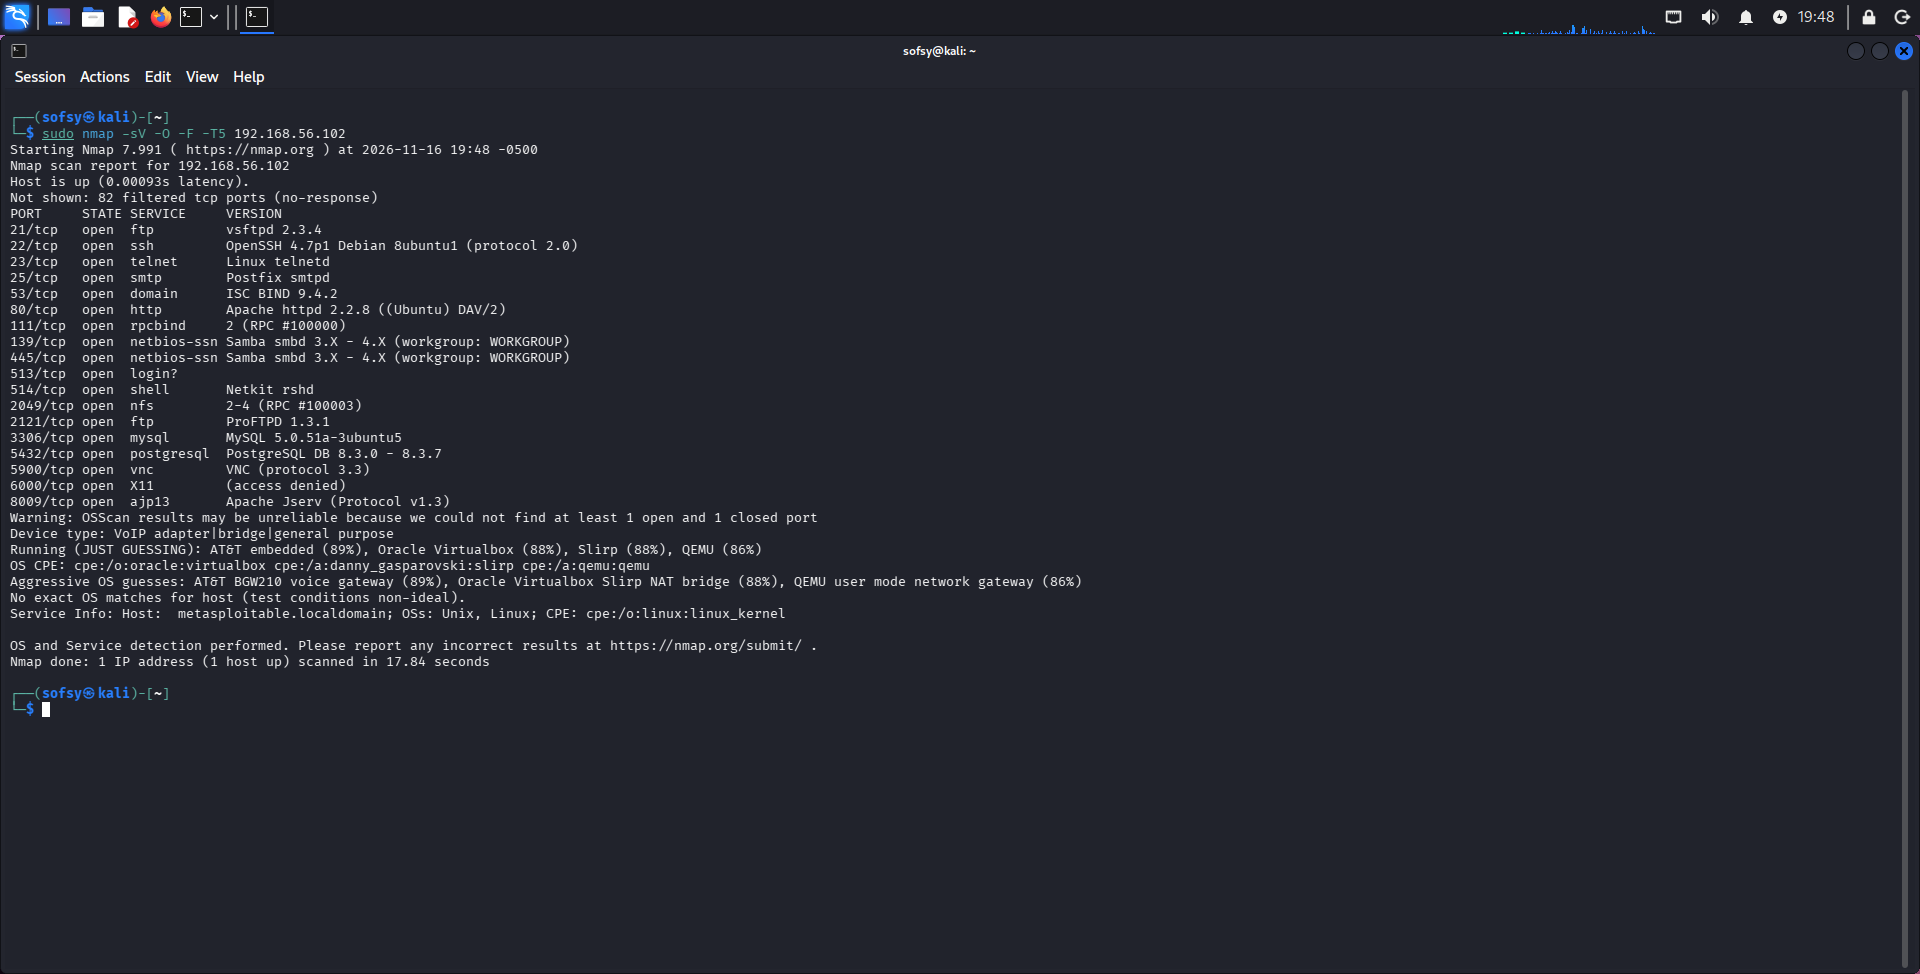 19:48
sofsy@kali: ~
Session Actions Edit View Help
┌──(sofsy㉿kali)-[~]
└─$ sudo nmap -sV -O -F -T5 192.168.56.102
Starting Nmap 7.991 ( https://nmap.org ) at 2026-11-16 19:48 -0500
Nmap scan report for 192.168.56.102
Host is up (0.00093s latency).
Not shown: 82 filtered tcp ports (no-response)
PORT     STATE SERVICE     VERSION
21/tcp   open  ftp         vsftpd 2.3.4
22/tcp   open  ssh         OpenSSH 4.7p1 Debian 8ubuntu1 (protocol 2.0)
23/tcp   open  telnet      Linux telnetd
25/tcp   open  smtp        Postfix smtpd
53/tcp   open  domain      ISC BIND 9.4.2
80/tcp   open  http        Apache httpd 2.2.8 ((Ubuntu) DAV/2)
111/tcp  open  rpcbind     2 (RPC #100000)
139/tcp  open  netbios-ssn Samba smbd 3.X - 4.X (workgroup: WORKGROUP)
445/tcp  open  netbios-ssn Samba smbd 3.X - 4.X (workgroup: WORKGROUP)
513/tcp  open  login?
514/tcp  open  shell       Netkit rshd
2049/tcp open  nfs         2-4 (RPC #100003)
2121/tcp open  ftp         ProFTPD 1.3.1
3306/tcp open  mysql       MySQL 5.0.51a-3ubuntu5
5432/tcp open  postgresql  PostgreSQL DB 8.3.0 - 8.3.7
5900/tcp open  vnc         VNC (protocol 3.3)
6000/tcp open  X11         (access denied)
8009/tcp open  ajp13       Apache Jserv (Protocol v1.3)
Warning: OSScan results may be unreliable because we could not find at least 1 open and 1 closed port
Device type: VoIP adapter|bridge|general purpose
Running (JUST GUESSING): AT&T embedded (89%), Oracle Virtualbox (88%), Slirp (88%), QEMU (86%)
OS CPE: cpe:/o:oracle:virtualbox cpe:/a:danny_gasparovski:slirp cpe:/a:qemu:qemu
Aggressive OS guesses: AT&T BGW210 voice gateway (89%), Oracle Virtualbox Slirp NAT bridge (88%), QEMU user mode network gateway (86%)
No exact OS matches for host (test conditions non-ideal).
Service Info: Host:  metasploitable.localdomain; OSs: Unix, Linux; CPE: cpe:/o:linux:linux_kernel
OS and Service detection performed. Please report any incorrect results at https://nmap.org/submit/ .
Nmap done: 1 IP address (1 host up) scanned in 17.84 seconds
┌──(sofsy㉿kali)-[~]
└─$